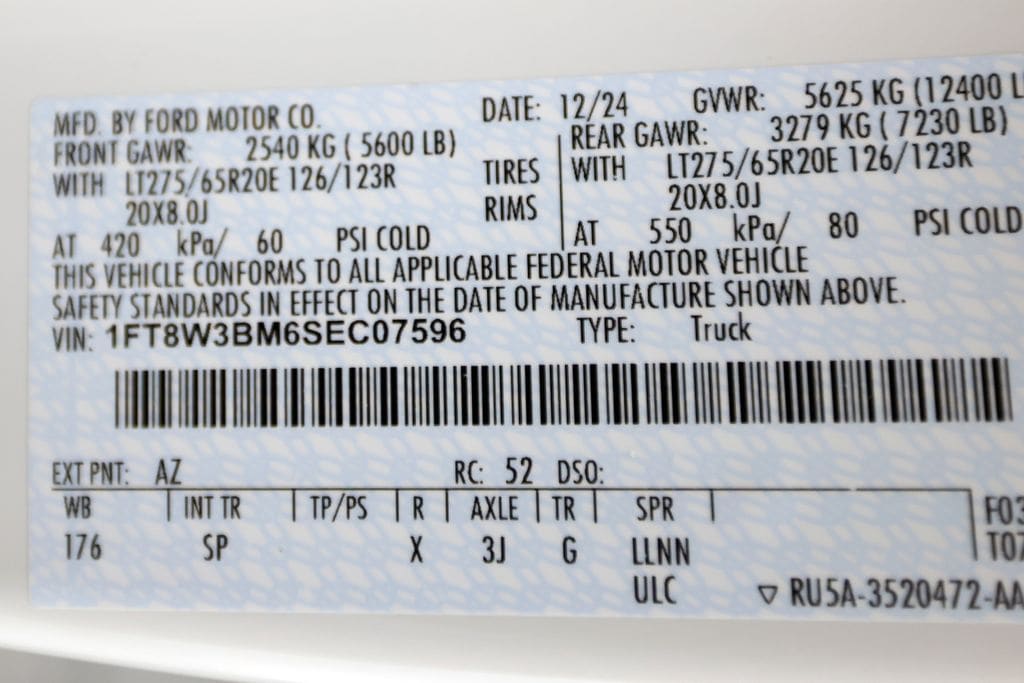 MFD. BY FORD MOTOR CO. DATE: 12/24 GVWR: 5625 KG (12400 L
FRONT GAWR: 2540 KG ( 5600 LB) REAR GAWR: 3279 KG ( 7230 LB)
WITH LT275/65R20E 126/123R TIRES WITH LT275/65R20E 126/123R
20X8.0J RIMS 20X8.0J
AT 420 kPa/ 60 PSI COLD AT 550 kPa/ 80 PSI COLD
THIS VEHICLE CONFORMS TO ALL APPLICABLE FEDERAL MOTOR VEHICLE
SAFETY STANDARDS IN EFFECT ON THE DATE OF MANUFACTURE SHOWN ABOVE.
VIN: 1FT8W3BM6SEC07596 TYPE: Truck
EXT PNT: AZ RC: 52 DSO:
WB INT TR TP/PS R AXLE TR SPR F03
176 SP X 3J G LLNN T07
ULC ▽ RU5A-3520472-AA